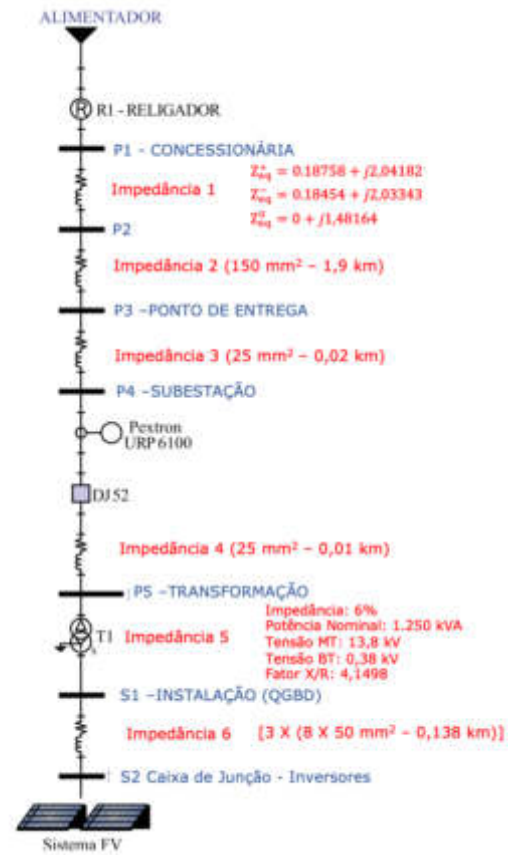 ALIMENTADOR
R1 - RELIGADOR
P1 - CONCESSIONÁRIA
Impedância 1
Z⁺eq = 0.18758 + j2,04182
Z⁻eq = 0.18454 + j2,03343
Z⁰eq = 0 + j1,48164
P2
Impedância 2 (150 mm² – 1,9 km)
P3 –PONTO DE ENTREGA
Impedância 3 (25 mm² – 0,02 km)
P4 –SUBESTAÇÃO
Pextron
URP 6100
DJ 52
Impedância 4 (25 mm² – 0,01 km)
P5 –TRANSFORMAÇÃO
T1
Impedância 5
Impedância: 6%
Potência Nominal: 1.250 kVA
Tensão MT: 13,8 kV
Tensão BT: 0,38 kV
Fator X/R: 4,1498
S1 –INSTALAÇÃO (QGBD)
Impedância 6 [3 X (8 X 50 mm² – 0,138 km)]
S2 Caixa de Junção - Inversores
Sistema FV